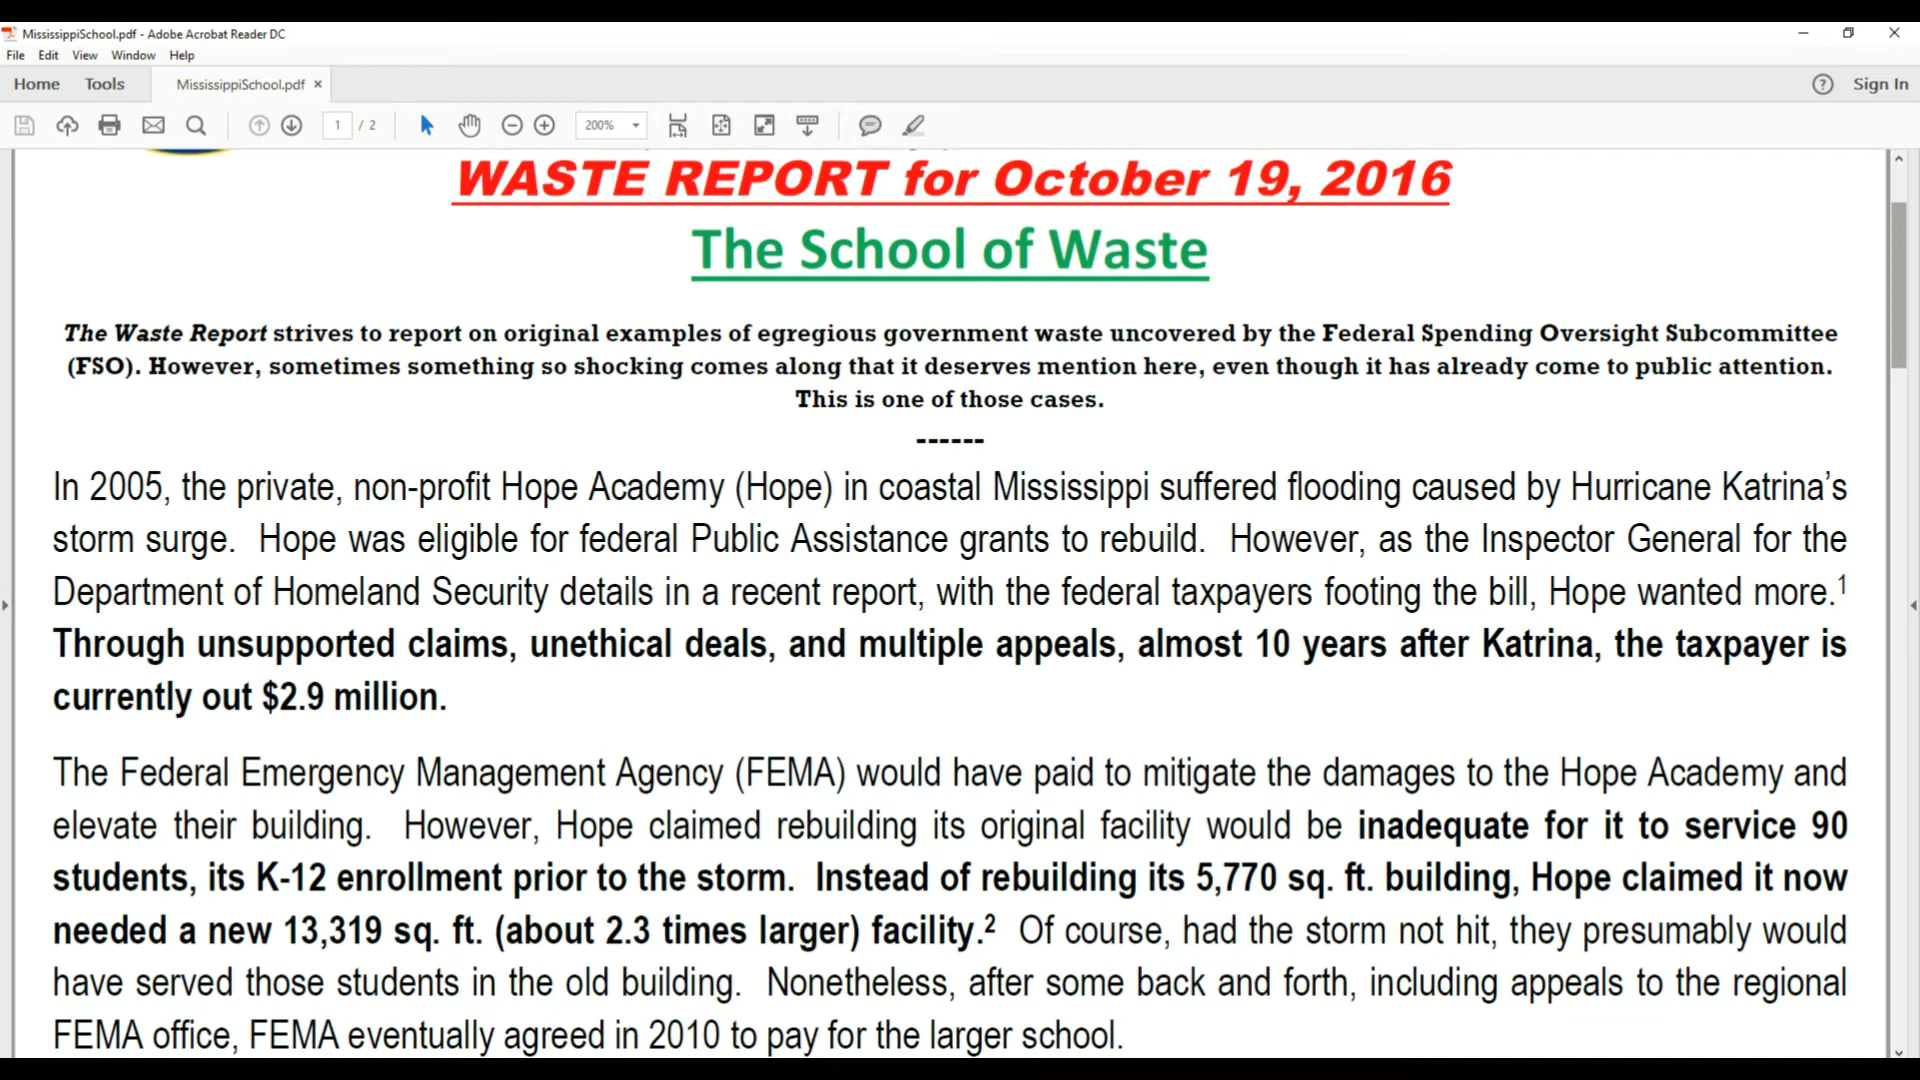 MississippiSchool.pdf - Adobe Acrobat Reader DC
File Edit View Window Help
Home Tools MississippiSchool.pdf × ? Sign In
1 / 2 200%
WASTE REPORT for October 19, 2016
The School of Waste
The Waste Report strives to report on original examples of egregious government waste uncovered by the Federal Spending Oversight Subcommittee
(FSO). However, sometimes something so shocking comes along that it deserves mention here, even though it has already come to public attention.
This is one of those cases.
------
In 2005, the private, non-profit Hope Academy (Hope) in coastal Mississippi suffered flooding caused by Hurricane Katrina’s
storm surge. Hope was eligible for federal Public Assistance grants to rebuild. However, as the Inspector General for the
Department of Homeland Security details in a recent report, with the federal taxpayers footing the bill, Hope wanted more.¹
Through unsupported claims, unethical deals, and multiple appeals, almost 10 years after Katrina, the taxpayer is
currently out $2.9 million.
The Federal Emergency Management Agency (FEMA) would have paid to mitigate the damages to the Hope Academy and
elevate their building. However, Hope claimed rebuilding its original facility would be inadequate for it to service 90
students, its K-12 enrollment prior to the storm. Instead of rebuilding its 5,770 sq. ft. building, Hope claimed it now
needed a new 13,319 sq. ft. (about 2.3 times larger) facility.² Of course, had the storm not hit, they presumably would
have served those students in the old building. Nonetheless, after some back and forth, including appeals to the regional
FEMA office, FEMA eventually agreed in 2010 to pay for the larger school.